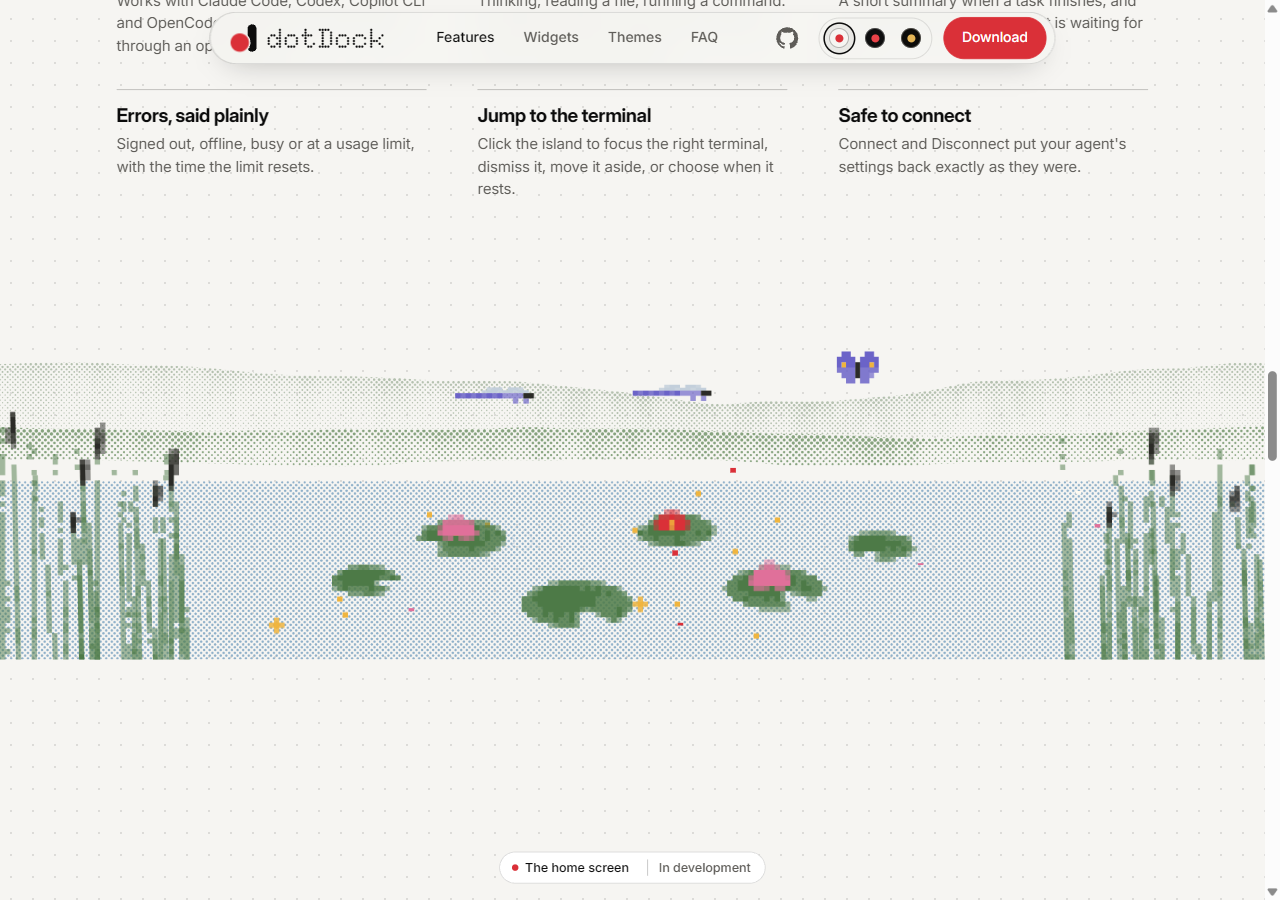 Works with Claude Code, Codex, Copilot CLI
Thinking, reading a file, running a command.
A short summary when a task finishes, and
and OpenCode
is waiting for
through an op
dotDock
Features
Widgets
Themes
FAQ
Download
Errors, said plainly
Signed out, offline, busy or at a usage limit,
with the time the limit resets.
Jump to the terminal
Click the island to focus the right terminal,
dismiss it, move it aside, or choose when it
rests.
Safe to connect
Connect and Disconnect put your agent's
settings back exactly as they were.
The home screen
In development